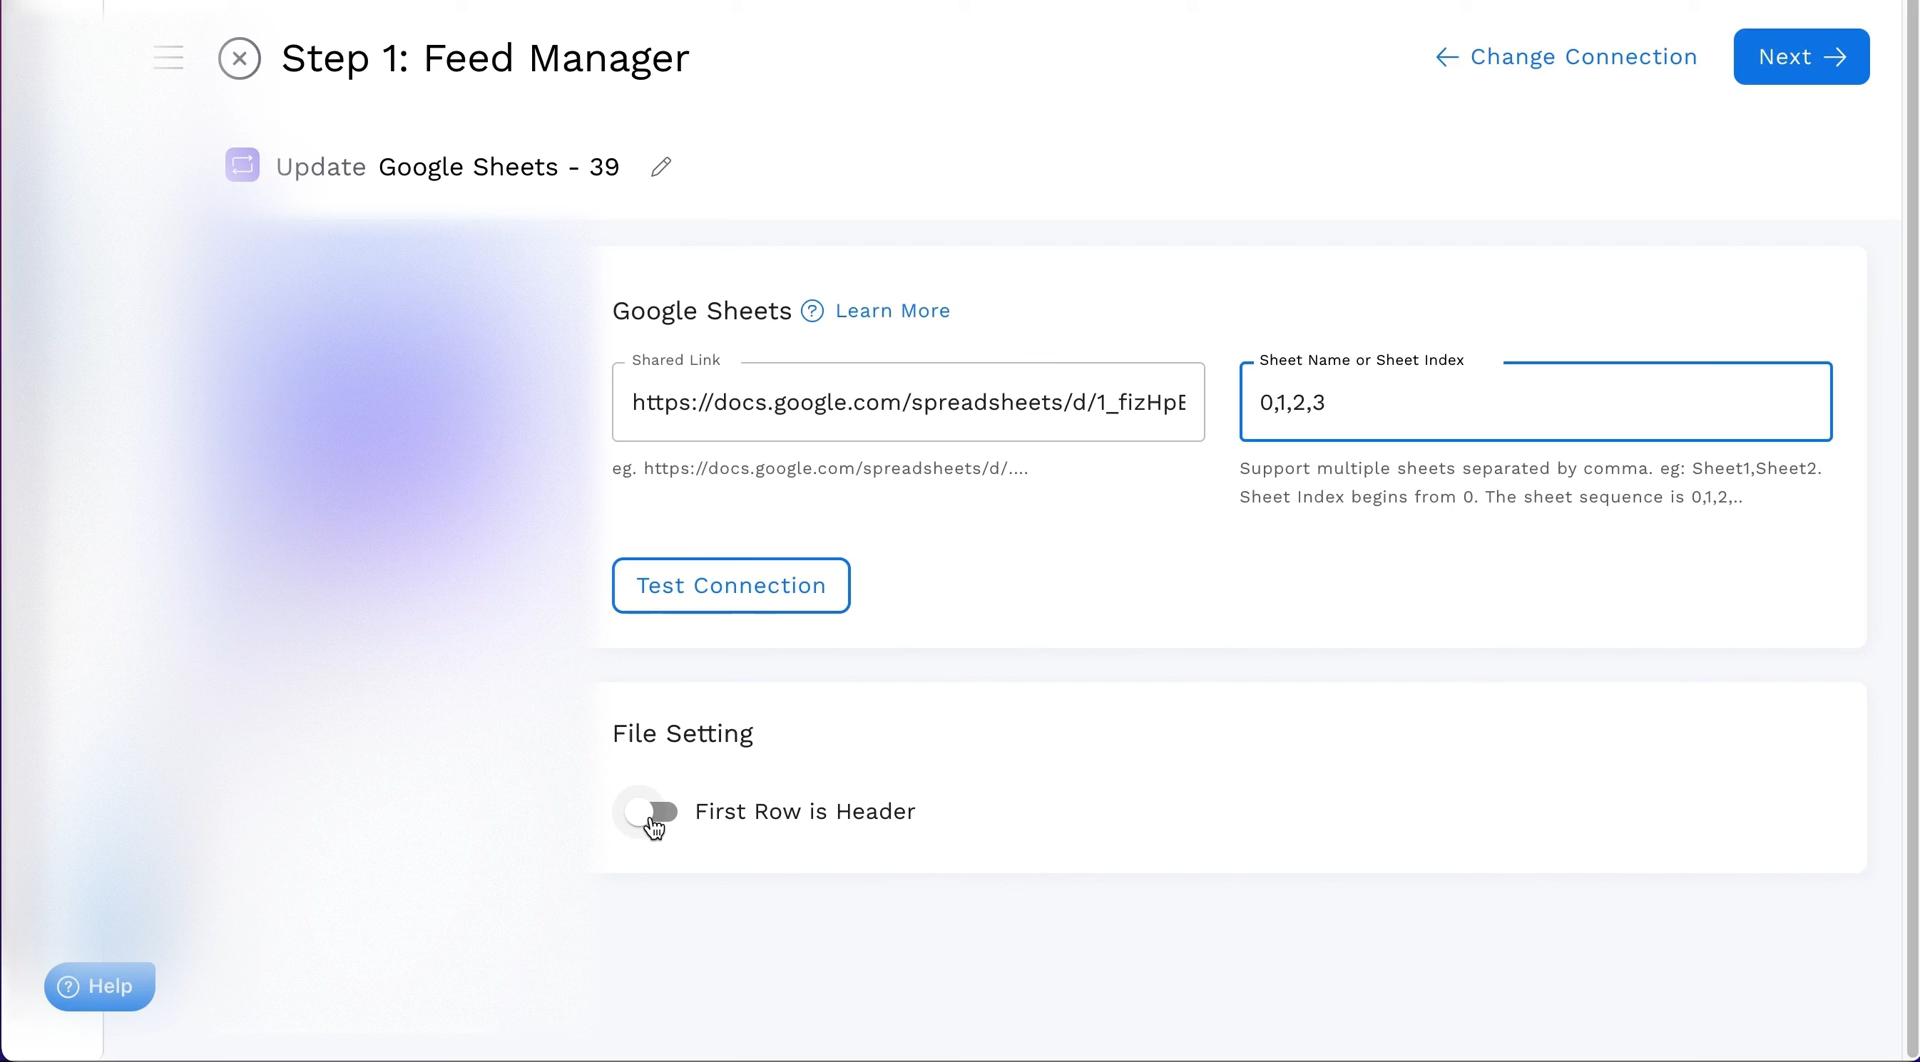 Step 1: Feed Manager
Change Connection
Next
Update Google Sheets - 39
Google Sheets ? Learn More
Shared Link
https://docs.google.com/spreadsheets/d/1_fizHpE
eg. https://docs.google.com/spreadsheets/d/....
Sheet Name or Sheet Index
0,1,2,3
Support multiple sheets separated by comma. eg: Sheet1,Sheet2.
Sheet Index begins from 0. The sheet sequence is 0,1,2,..
Test Connection
File Setting
First Row is Header
? Help